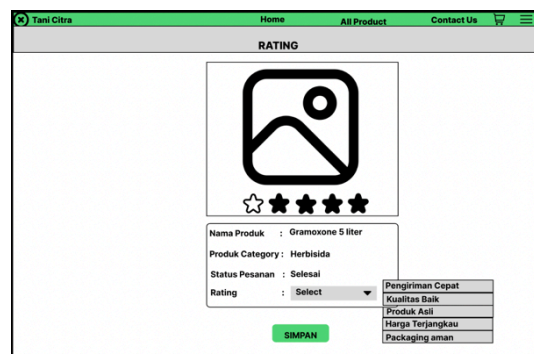 Tani Citra Home All Product Contact Us
RATING
Nama Produk : Gramoxone 5 liter
Produk Category : Herbisida
Status Pesanan : Selesai
Rating : Select
Pengiriman Cepat
Kualitas Baik
Produk Asli
Harga Terjangkau
Packaging aman
SIMPAN